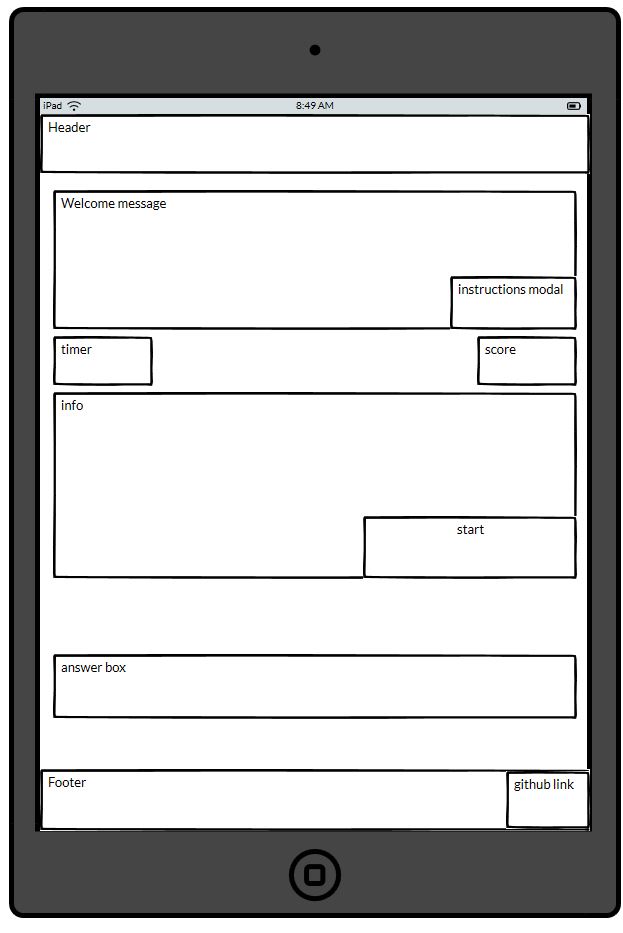 iPad 8:49 AM
Header
Welcome message
instructions modal
timer score
info
start
answer box
Footer github link